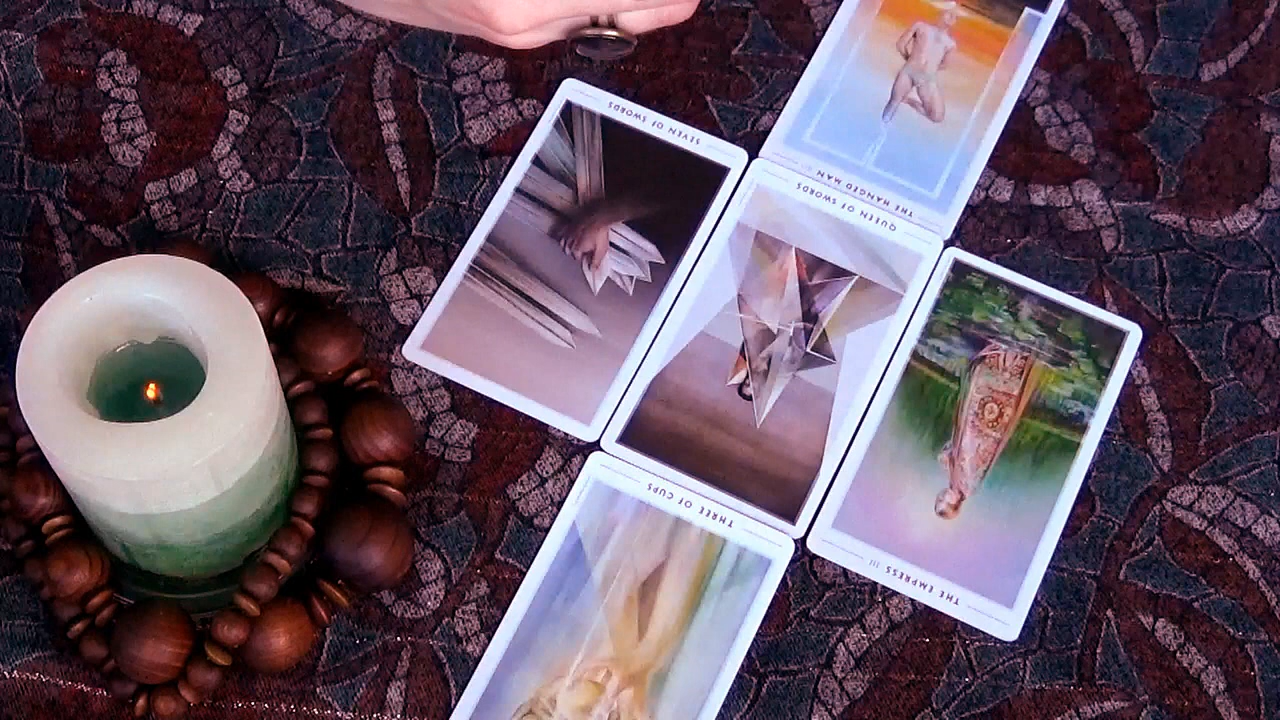 SEVEN OF SWORDS
THE HANGED MAN
QUEEN OF SWORDS
THREE OF CUPS
THE EMPRESS III